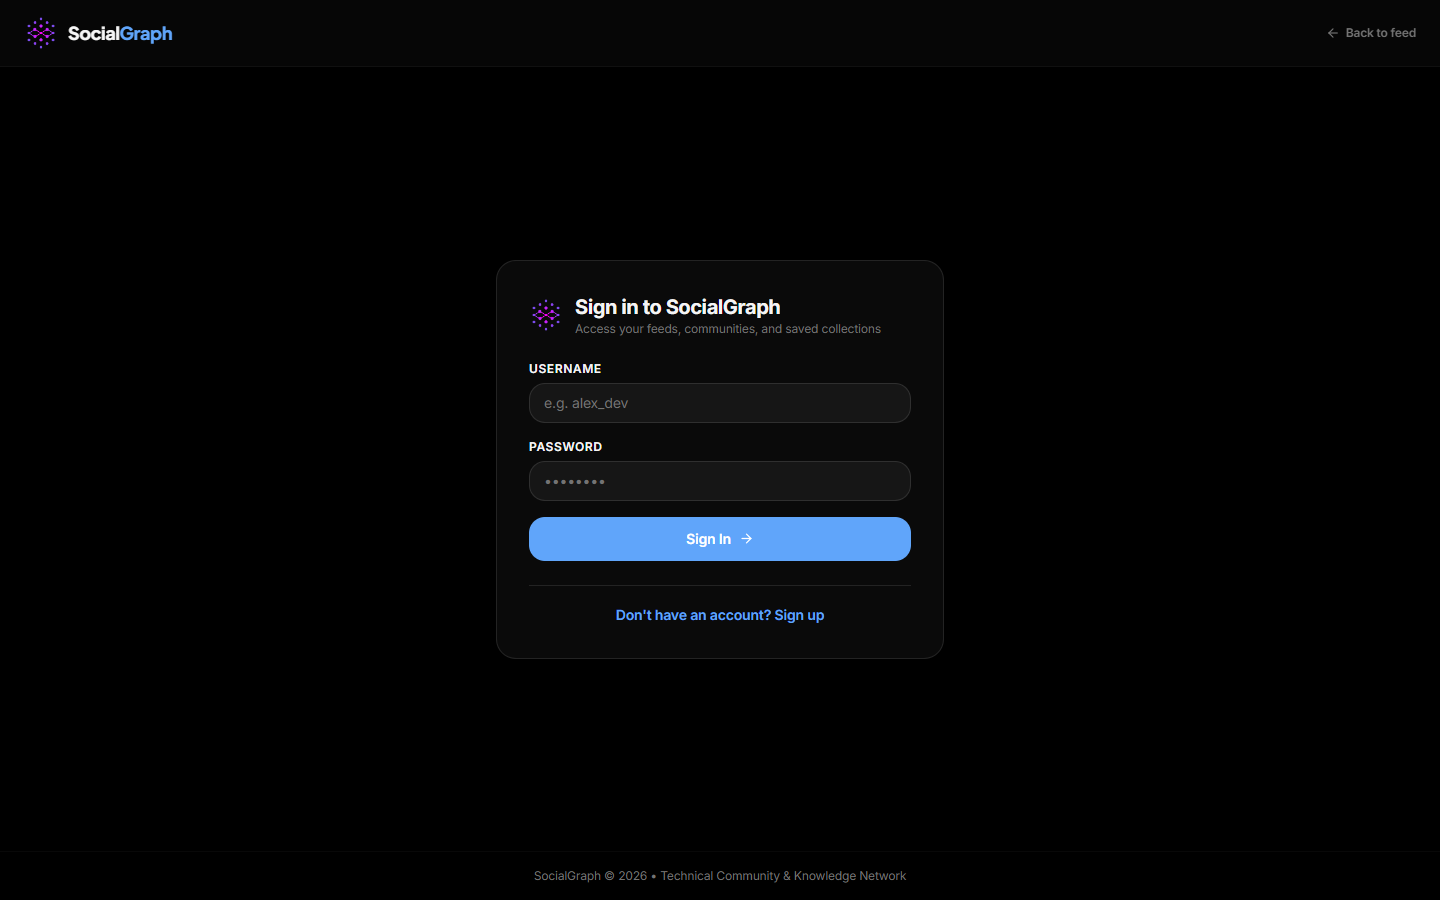 SocialGraph
Back to feed
Sign in to SocialGraph
Access your feeds, communities, and saved collections
USERNAME
e.g. alex_dev
PASSWORD
••••••••
Sign In →
Don't have an account? Sign up
SocialGraph © 2026 • Technical Community & Knowledge Network